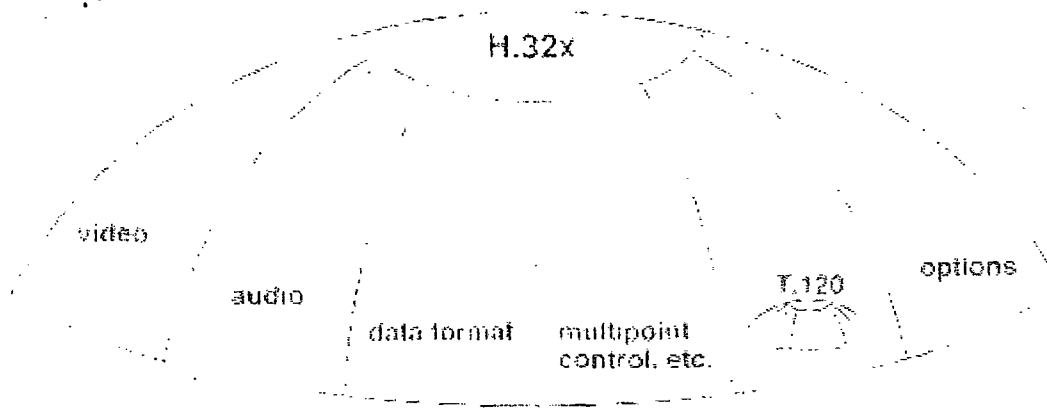 H.32x
video
audio
data format
multipoint
control, etc.
T.120
options